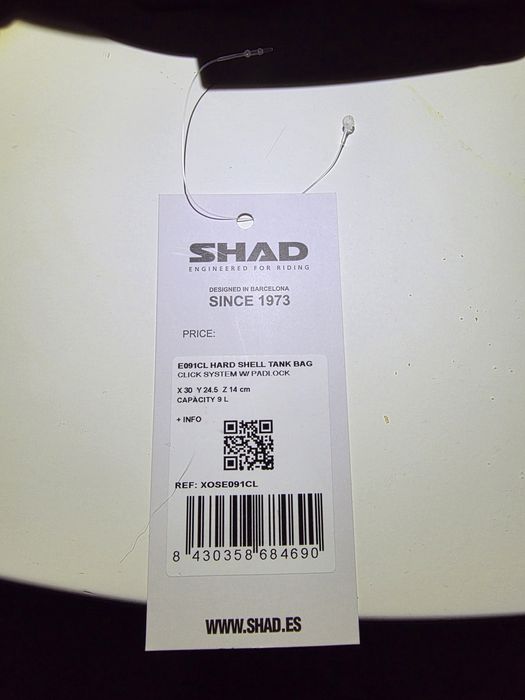 SHAD
ENGINEERED FOR RIDING
DESIGNED IN BARCELONA
SINCE 1973
PRICE:
E091CL HARD SHELL TANK BAG
CLICK SYSTEM W/ PADLOCK
X 30 Y 24.5 Z 14 cm
CAPACITY 9 L
+ INFO
REF: XOSE091CL
8 430358 684690
WWW.SHAD.ES